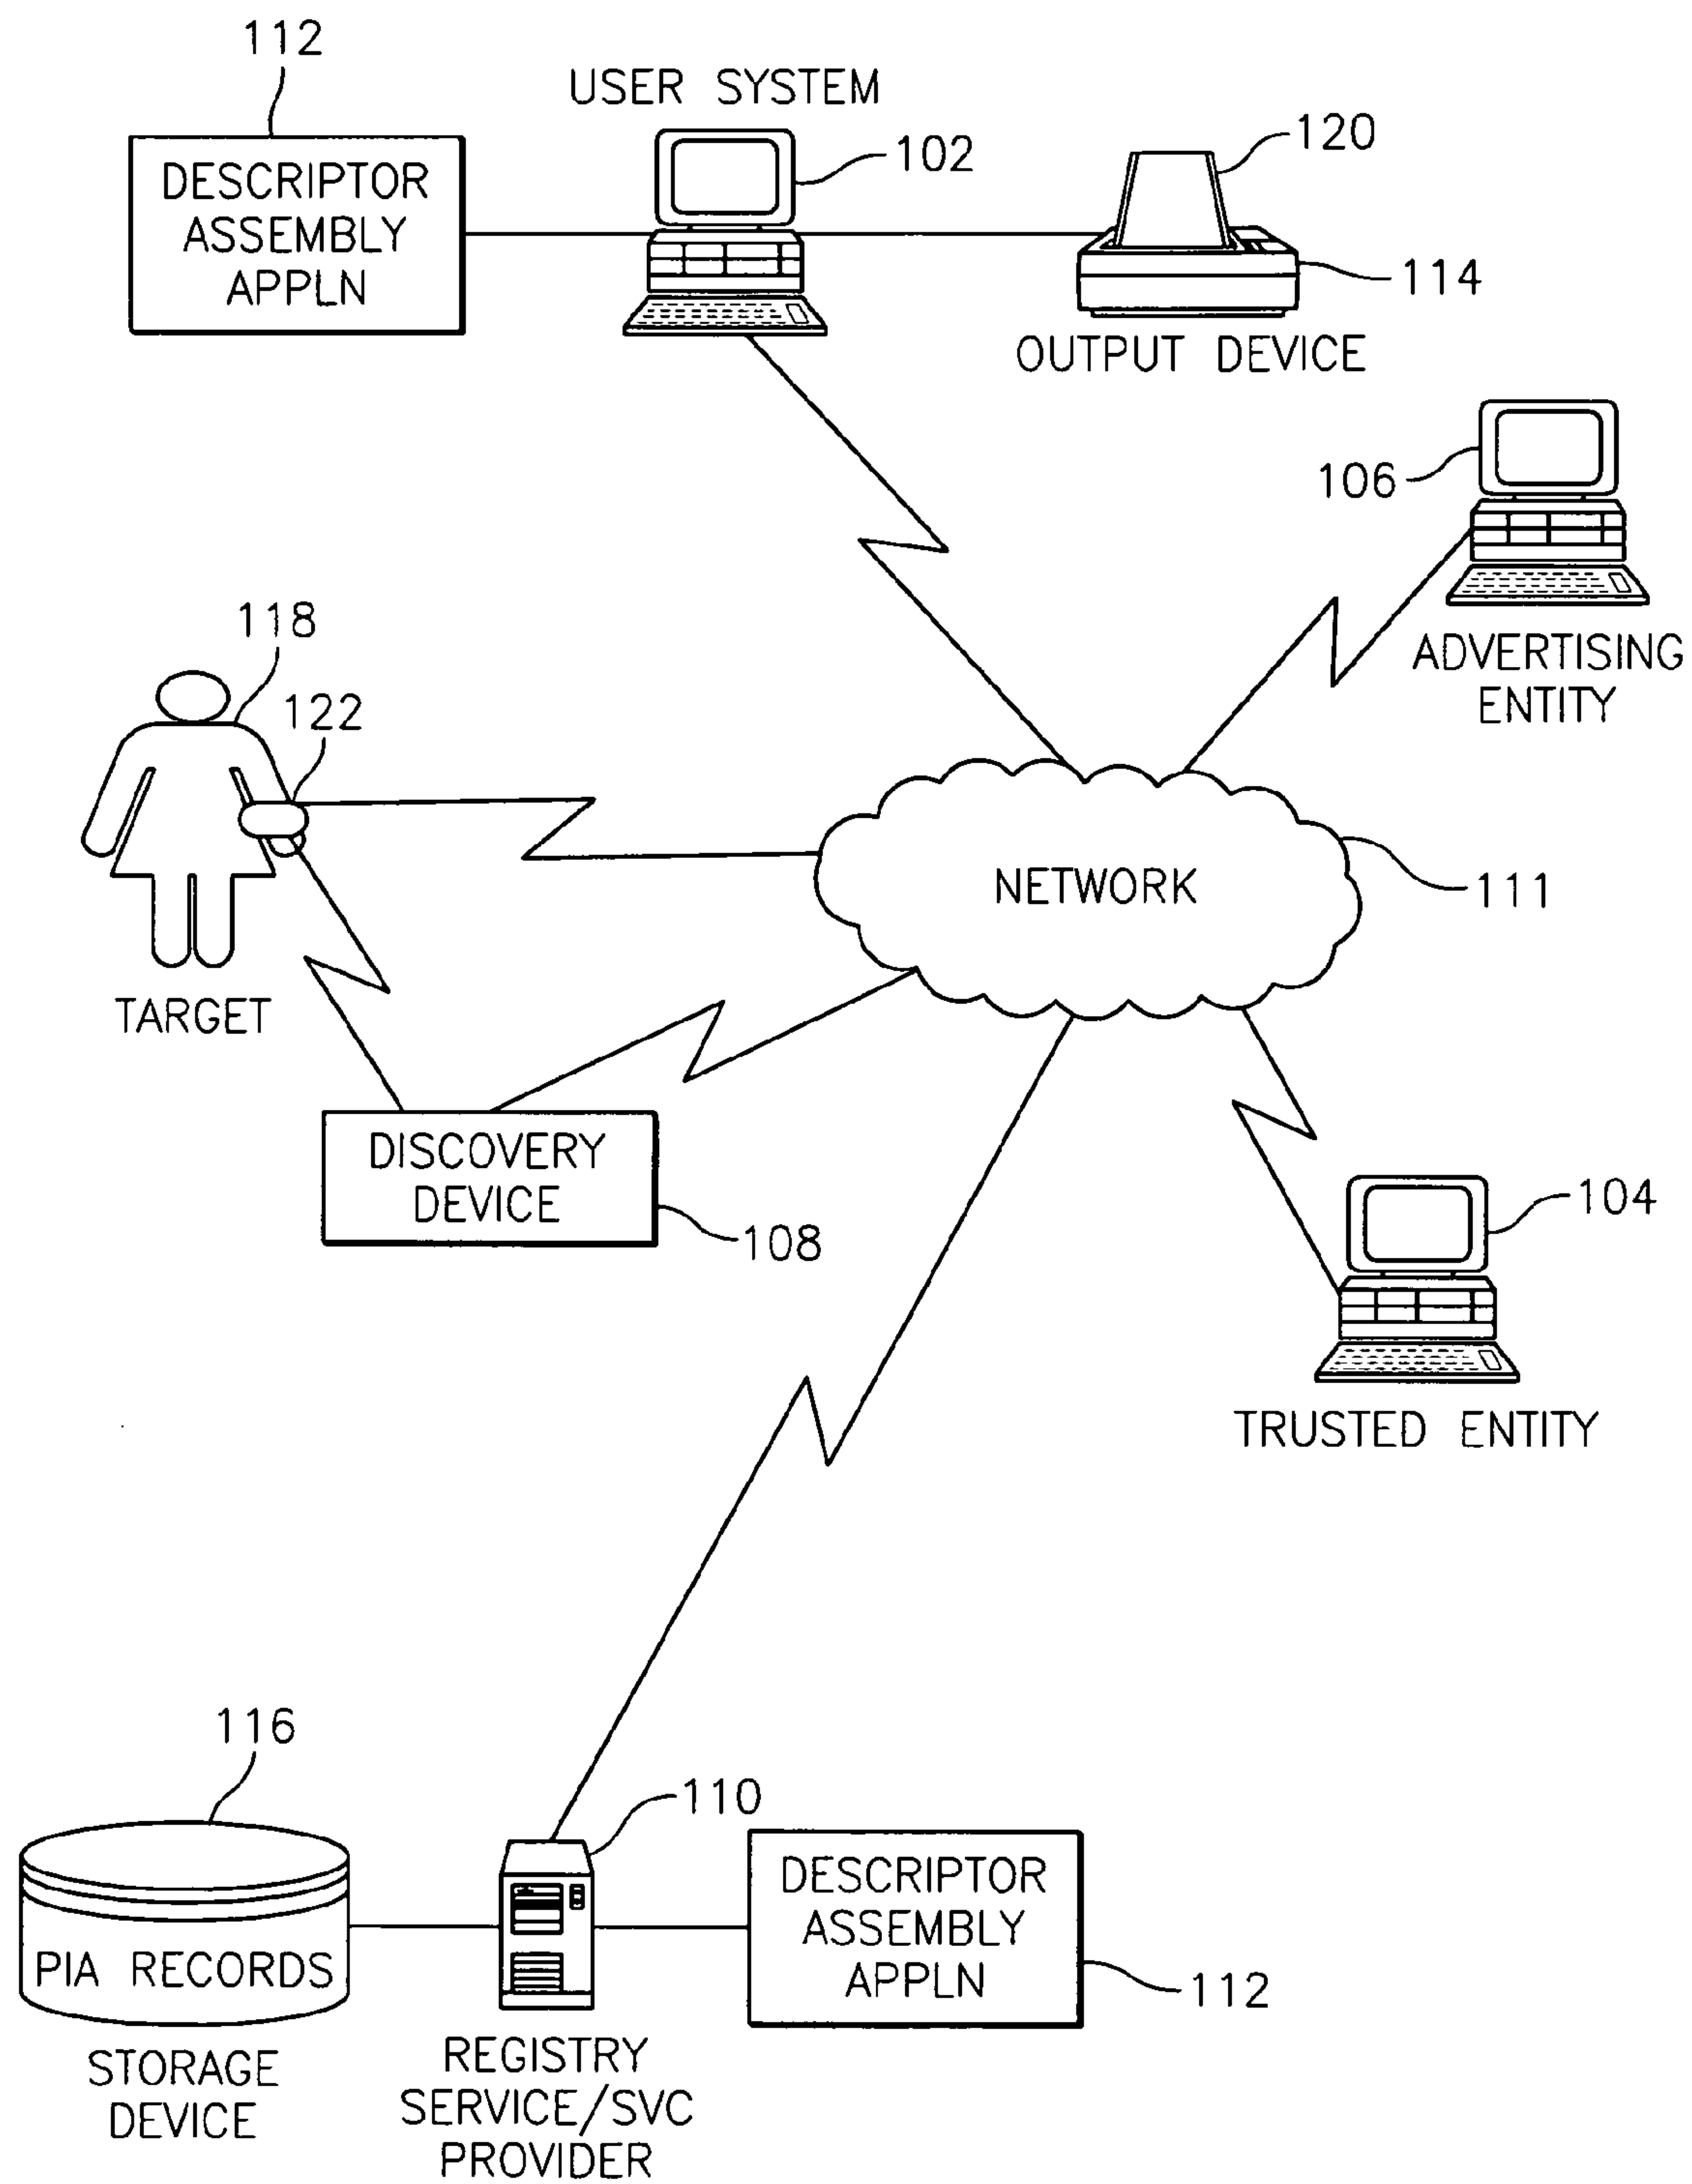 112
USER SYSTEM
102
120
DESCRIPTOR
ASSEMBLY
APPLN
114
OUTPUT DEVICE
106
ADVERTISING
ENTITY
118
122
NETWORK
111
TARGET
DISCOVERY
DEVICE
108
104
TRUSTED ENTITY
116
110
PIA RECORDS
DESCRIPTOR
ASSEMBLY
APPLN
112
STORAGE
DEVICE
REGISTRY
SERVICE/SVC
PROVIDER